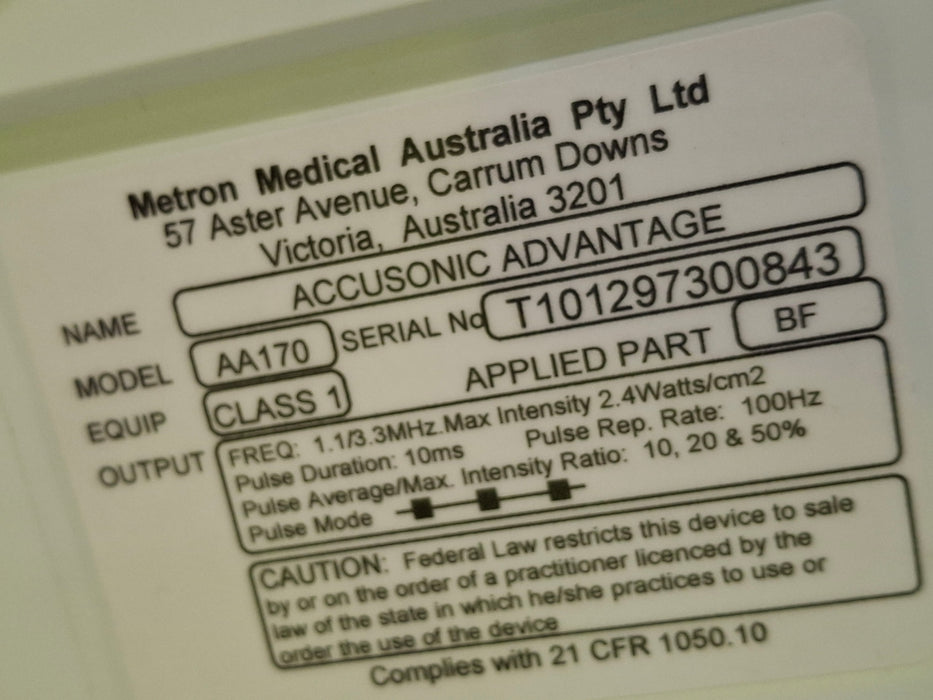 Metron Medical Australia Pty Ltd
57 Aster Avenue, Carrum Downs
Victoria, Australia 3201
NAME ACCUSONIC ADVANTAGE
MODEL AA170 SERIAL No T101297300843
EQUIP CLASS 1 APPLIED PART BF
OUTPUT FREQ: 1.1/3.3MHz.Max Intensity 2.4Watts/cm2
Pulse Duration: 10ms Pulse Rep. Rate: 100Hz
Pulse Average/Max. Intensity Ratio: 10, 20 & 50%
Pulse Mode
CAUTION: Federal Law restricts this device to sale
by or on the order of a practitioner licenced by the
law of the state in which he/she practices to use or
order the use of the device
Complies with 21 CFR 1050.10